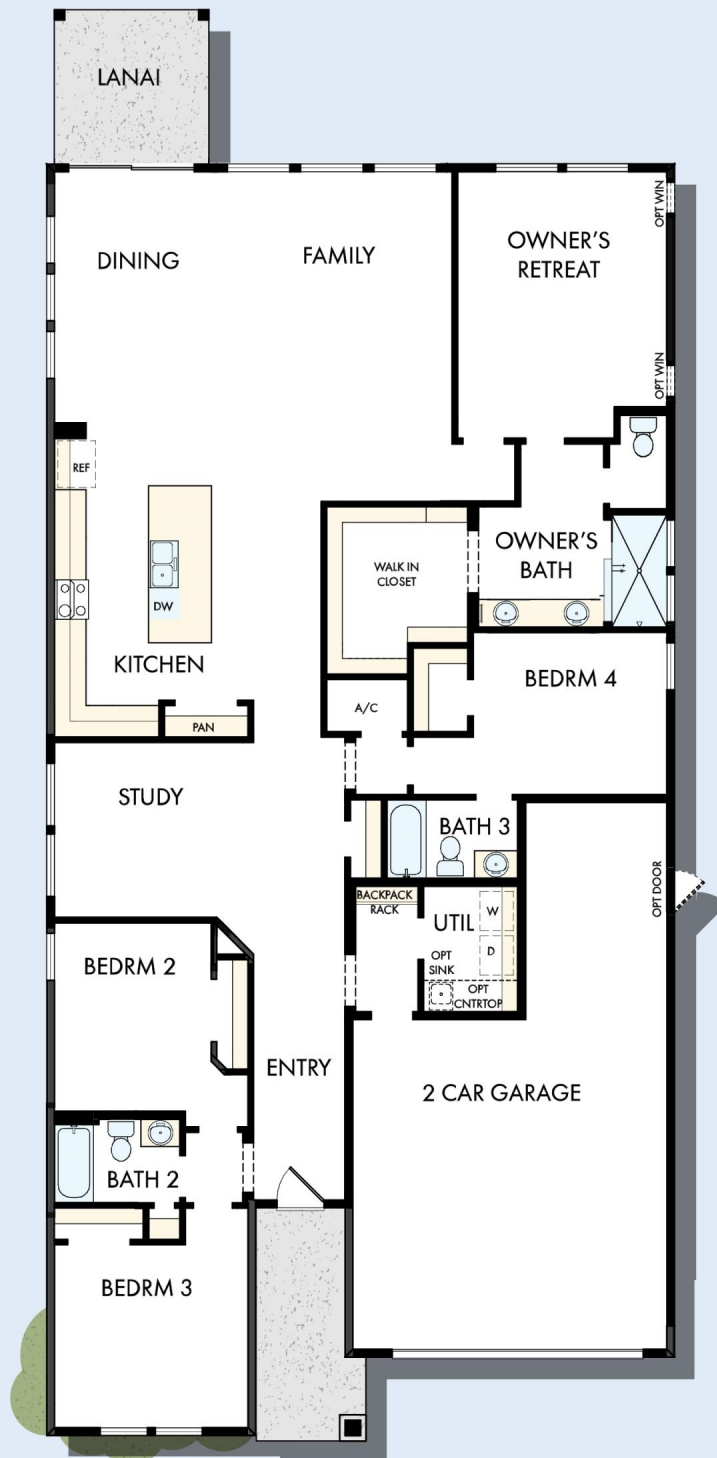 LANAI
DINING
FAMILY
OWNER'S
RETREAT
OPT WIN
OPT WIN
REF
DW
KITCHEN
PAN
WALK IN
CLOSET
OWNER'S
BATH
A/C
BEDRM 4
STUDY
BATH 3
BACKPACK
RACK
UTIL
W
D
OPT
SINK
OPT
CNTRTOP
OPT DOOR
BEDRM 2
ENTRY
2 CAR GARAGE
BATH 2
BEDRM 3